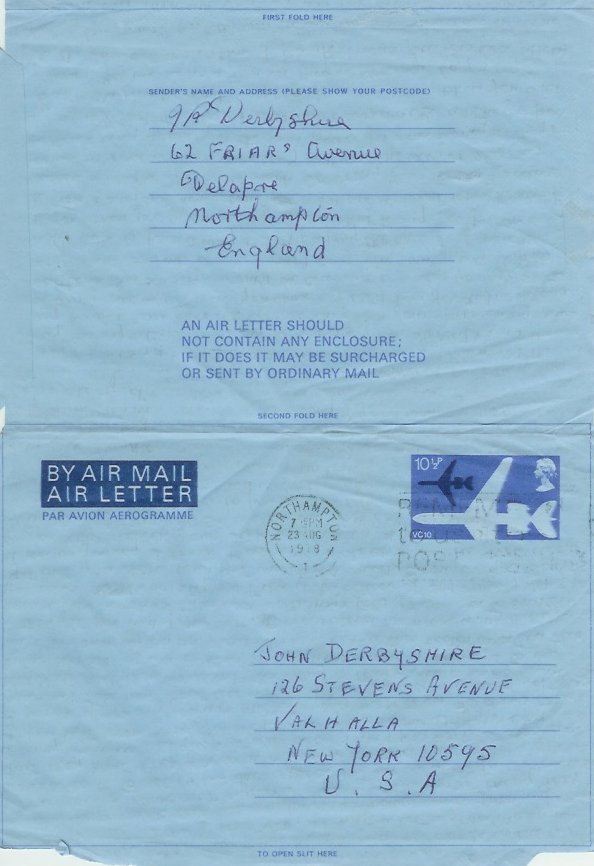 FIRST FOLD HERE
SENDER'S NAME AND ADDRESS (PLEASE SHOW YOUR POSTCODE)
Derbyshire
62 FRIARS Avenue
Delapre
Northampton
England
AN AIR LETTER SHOULD
NOT CONTAIN ANY ENCLOSURE;
IF IT DOES IT MAY BE SURCHARGED
OR SENT BY ORDINARY MAIL
SECOND FOLD HERE
BY AIR MAIL
AIR LETTER
PAR AVION AEROGRAMME
10½P
VC10
NORTHAMPTON
PM
23 AUG
1978
1
JOHN DERBYSHIRE
126 STEVENS AVENUE
VALHALLA
NEW YORK 10595
U.S.A
TO OPEN SLIT HERE